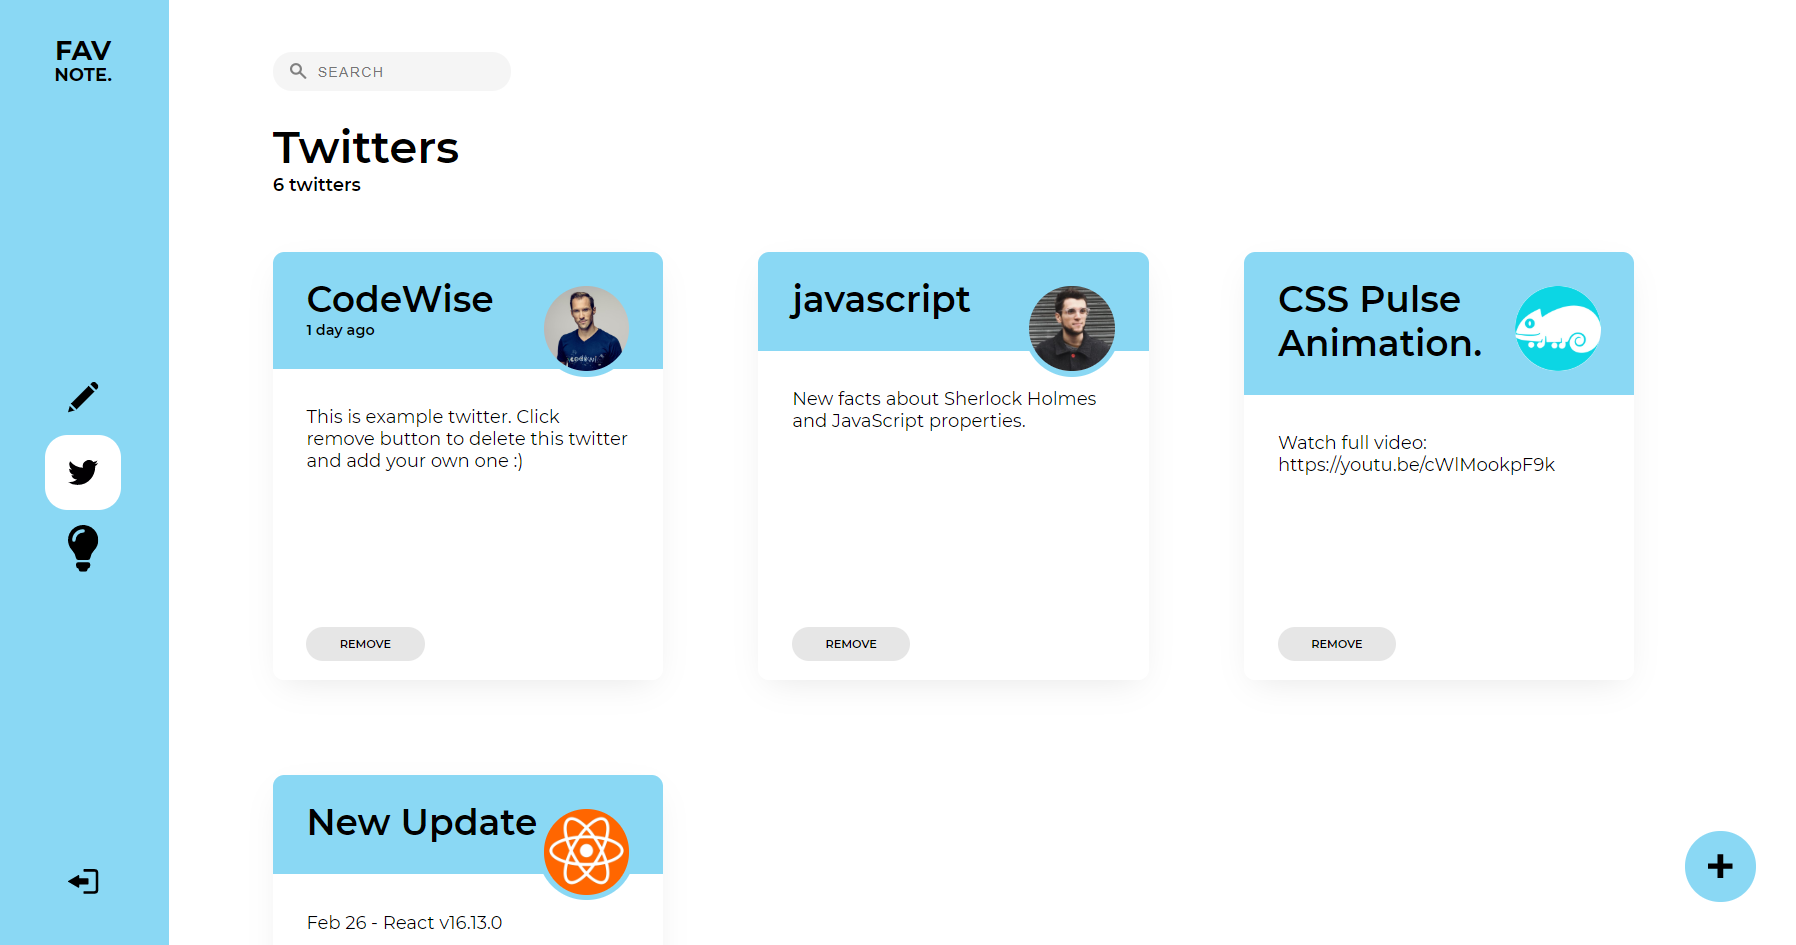 FAV
NOTE.
SEARCH
Twitters
6 twitters
CodeWise
1 day ago
This is example twitter. Click
remove button to delete this twitter
and add your own one :)
REMOVE
javascript
New facts about Sherlock Holmes
and JavaScript properties.
REMOVE
CSS Pulse
Animation.
Watch full video:
https://youtu.be/cWlMookpF9k
REMOVE
New Update
Feb 26 - React v16.13.0